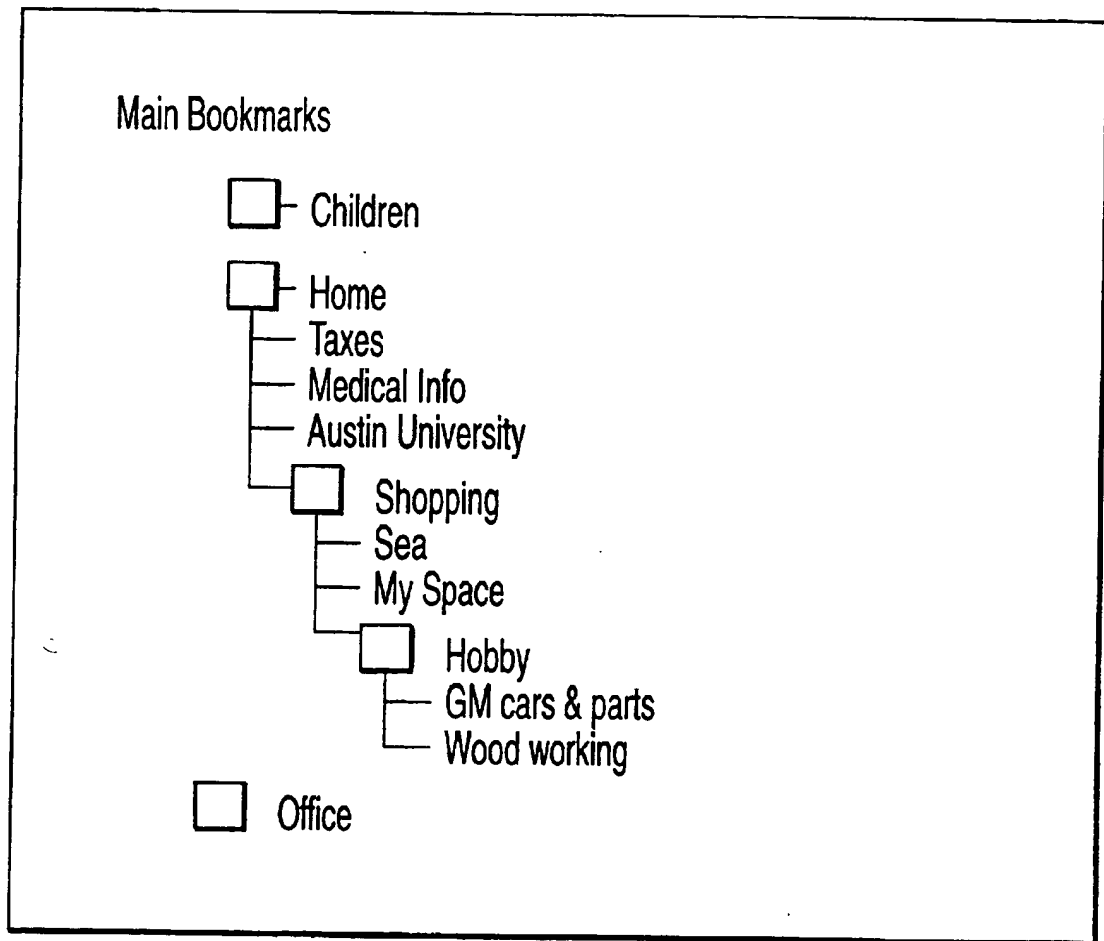 Main Bookmarks
Children
Home
Taxes
Medical Info
Austin University
Shopping
Sea
My Space
Hobby
GM cars & parts
Wood working
Office